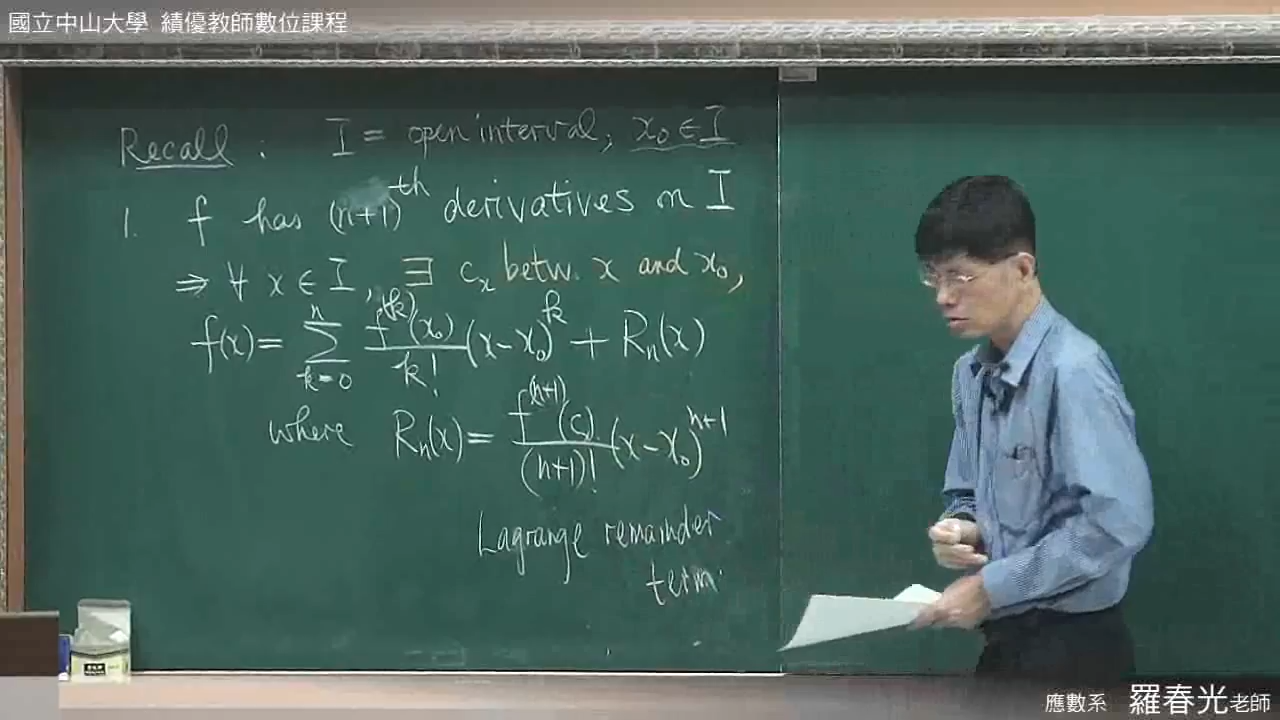 國立中山大學 績優教師數位課程
Recall : I = open interval, x₀ ∈ I
1. f has (n+1)ᵗʰ derivatives on I
⇒ ∀ x ∈ I, ∃ cₓ betw. x and x₀,
f(x) = ∑_{k=0}^{n} f^{(k)}(x₀)/k! (x-x₀)^k + Rₙ(x)
where Rₙ(x) = f^{(n+1)}(c)/(n+1)! (x-x₀)^{n+1}
Lagrange remainder
term.
應數系 羅春光老師